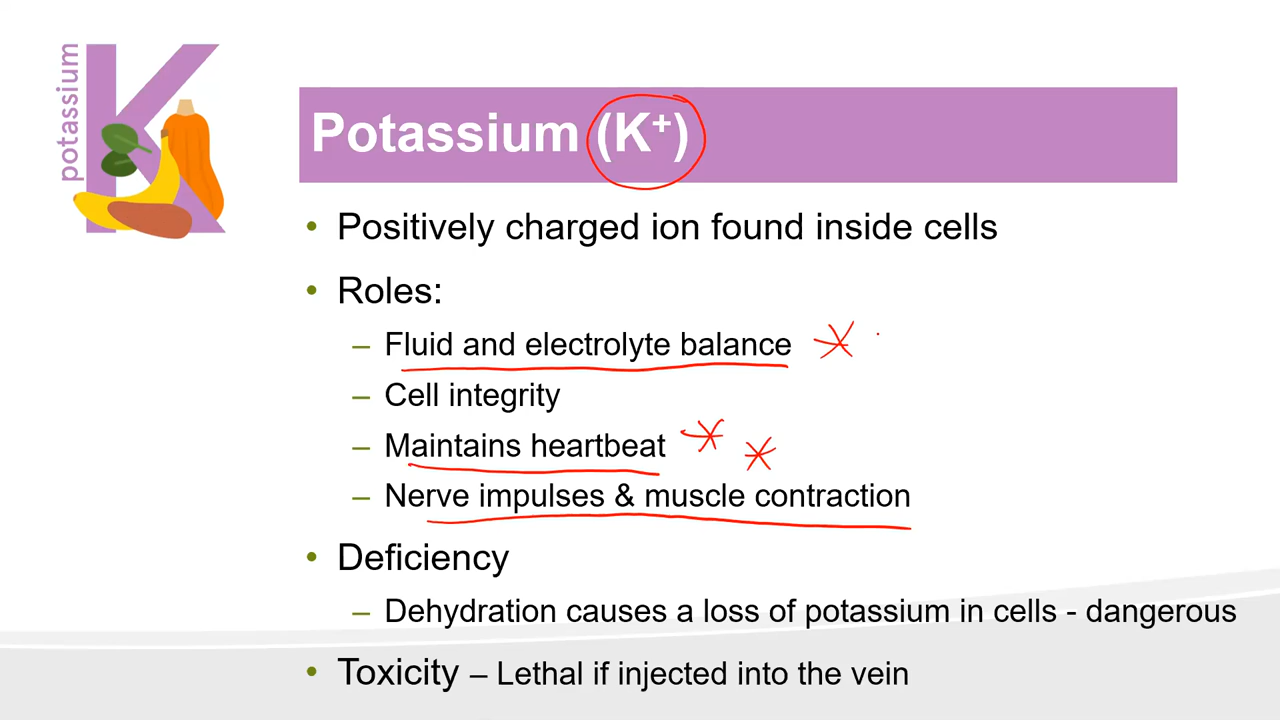 potassium
K
Potassium (K⁺)
• Positively charged ion found inside cells
• Roles:
– Fluid and electrolyte balance
– Cell integrity
– Maintains heartbeat
– Nerve impulses & muscle contraction
• Deficiency
– Dehydration causes a loss of potassium in cells - dangerous
• Toxicity – Lethal if injected into the vein